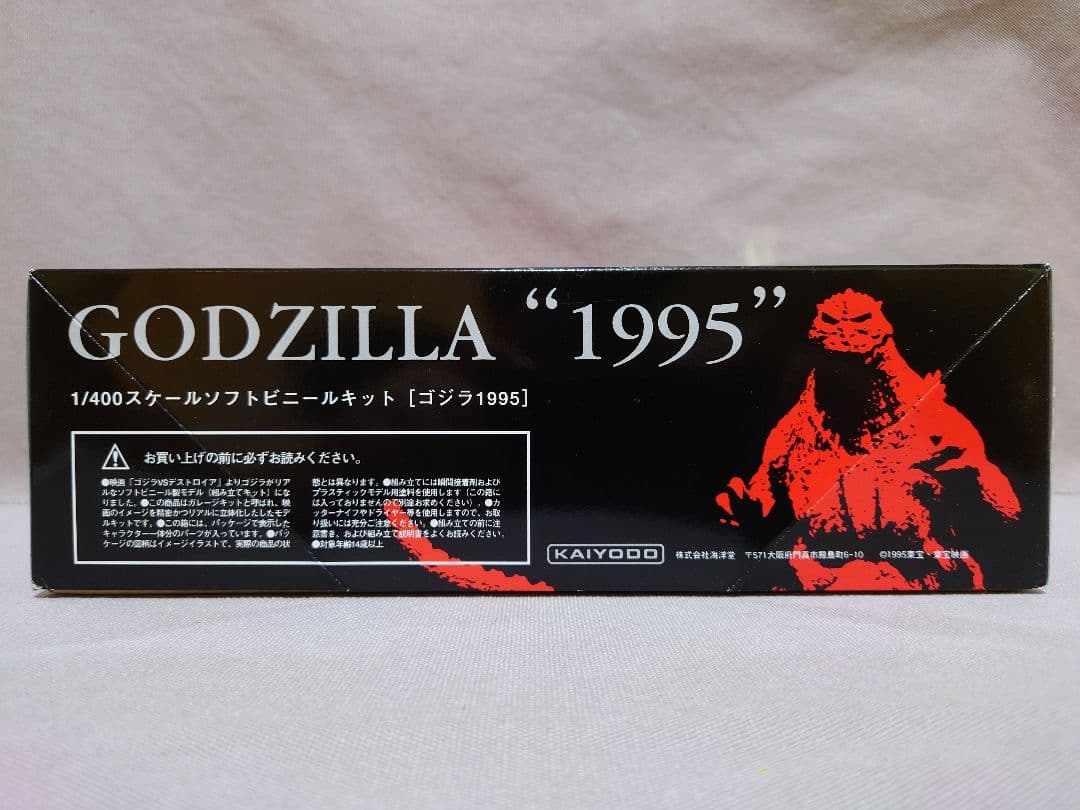 GODZILLA “1995”
1/400スケールソフトビニールキット［ゴジラ1995］
お買い上げの前に必ずお読みください。
●映画「ゴジラVSデストロイア」よりゴジラがリア
ルなソフトビニール製モデル（組み立てキット）にな
りました。●この商品はガレージキットと呼ばれ、映
画のイメージを精密かつリアルに立体化したしたモデ
ルキットです。●この箱には、パッケージで表示した
キャラクター一体分のパーツが入っています。●パッ
ケージの図柄はイメージイラストで、実際の商品の状
態とは異なります。●組み立てには瞬間接着剤および
プラスティックモデル用塗料を使用します（この箱に
は入っておりませんので別途お求めください）。●カ
ッターナイフやドライヤー等を使用しますので、お取
り扱いには充分ご注意ください。●組み立ての前に注
意書き、および組み立て説明書をよくお読みください。
●対象年齢14歳以上
KAIYODO 株式会社海洋堂 〒571大阪府門真市殿島町6-10 ©1995東宝・東宝映画